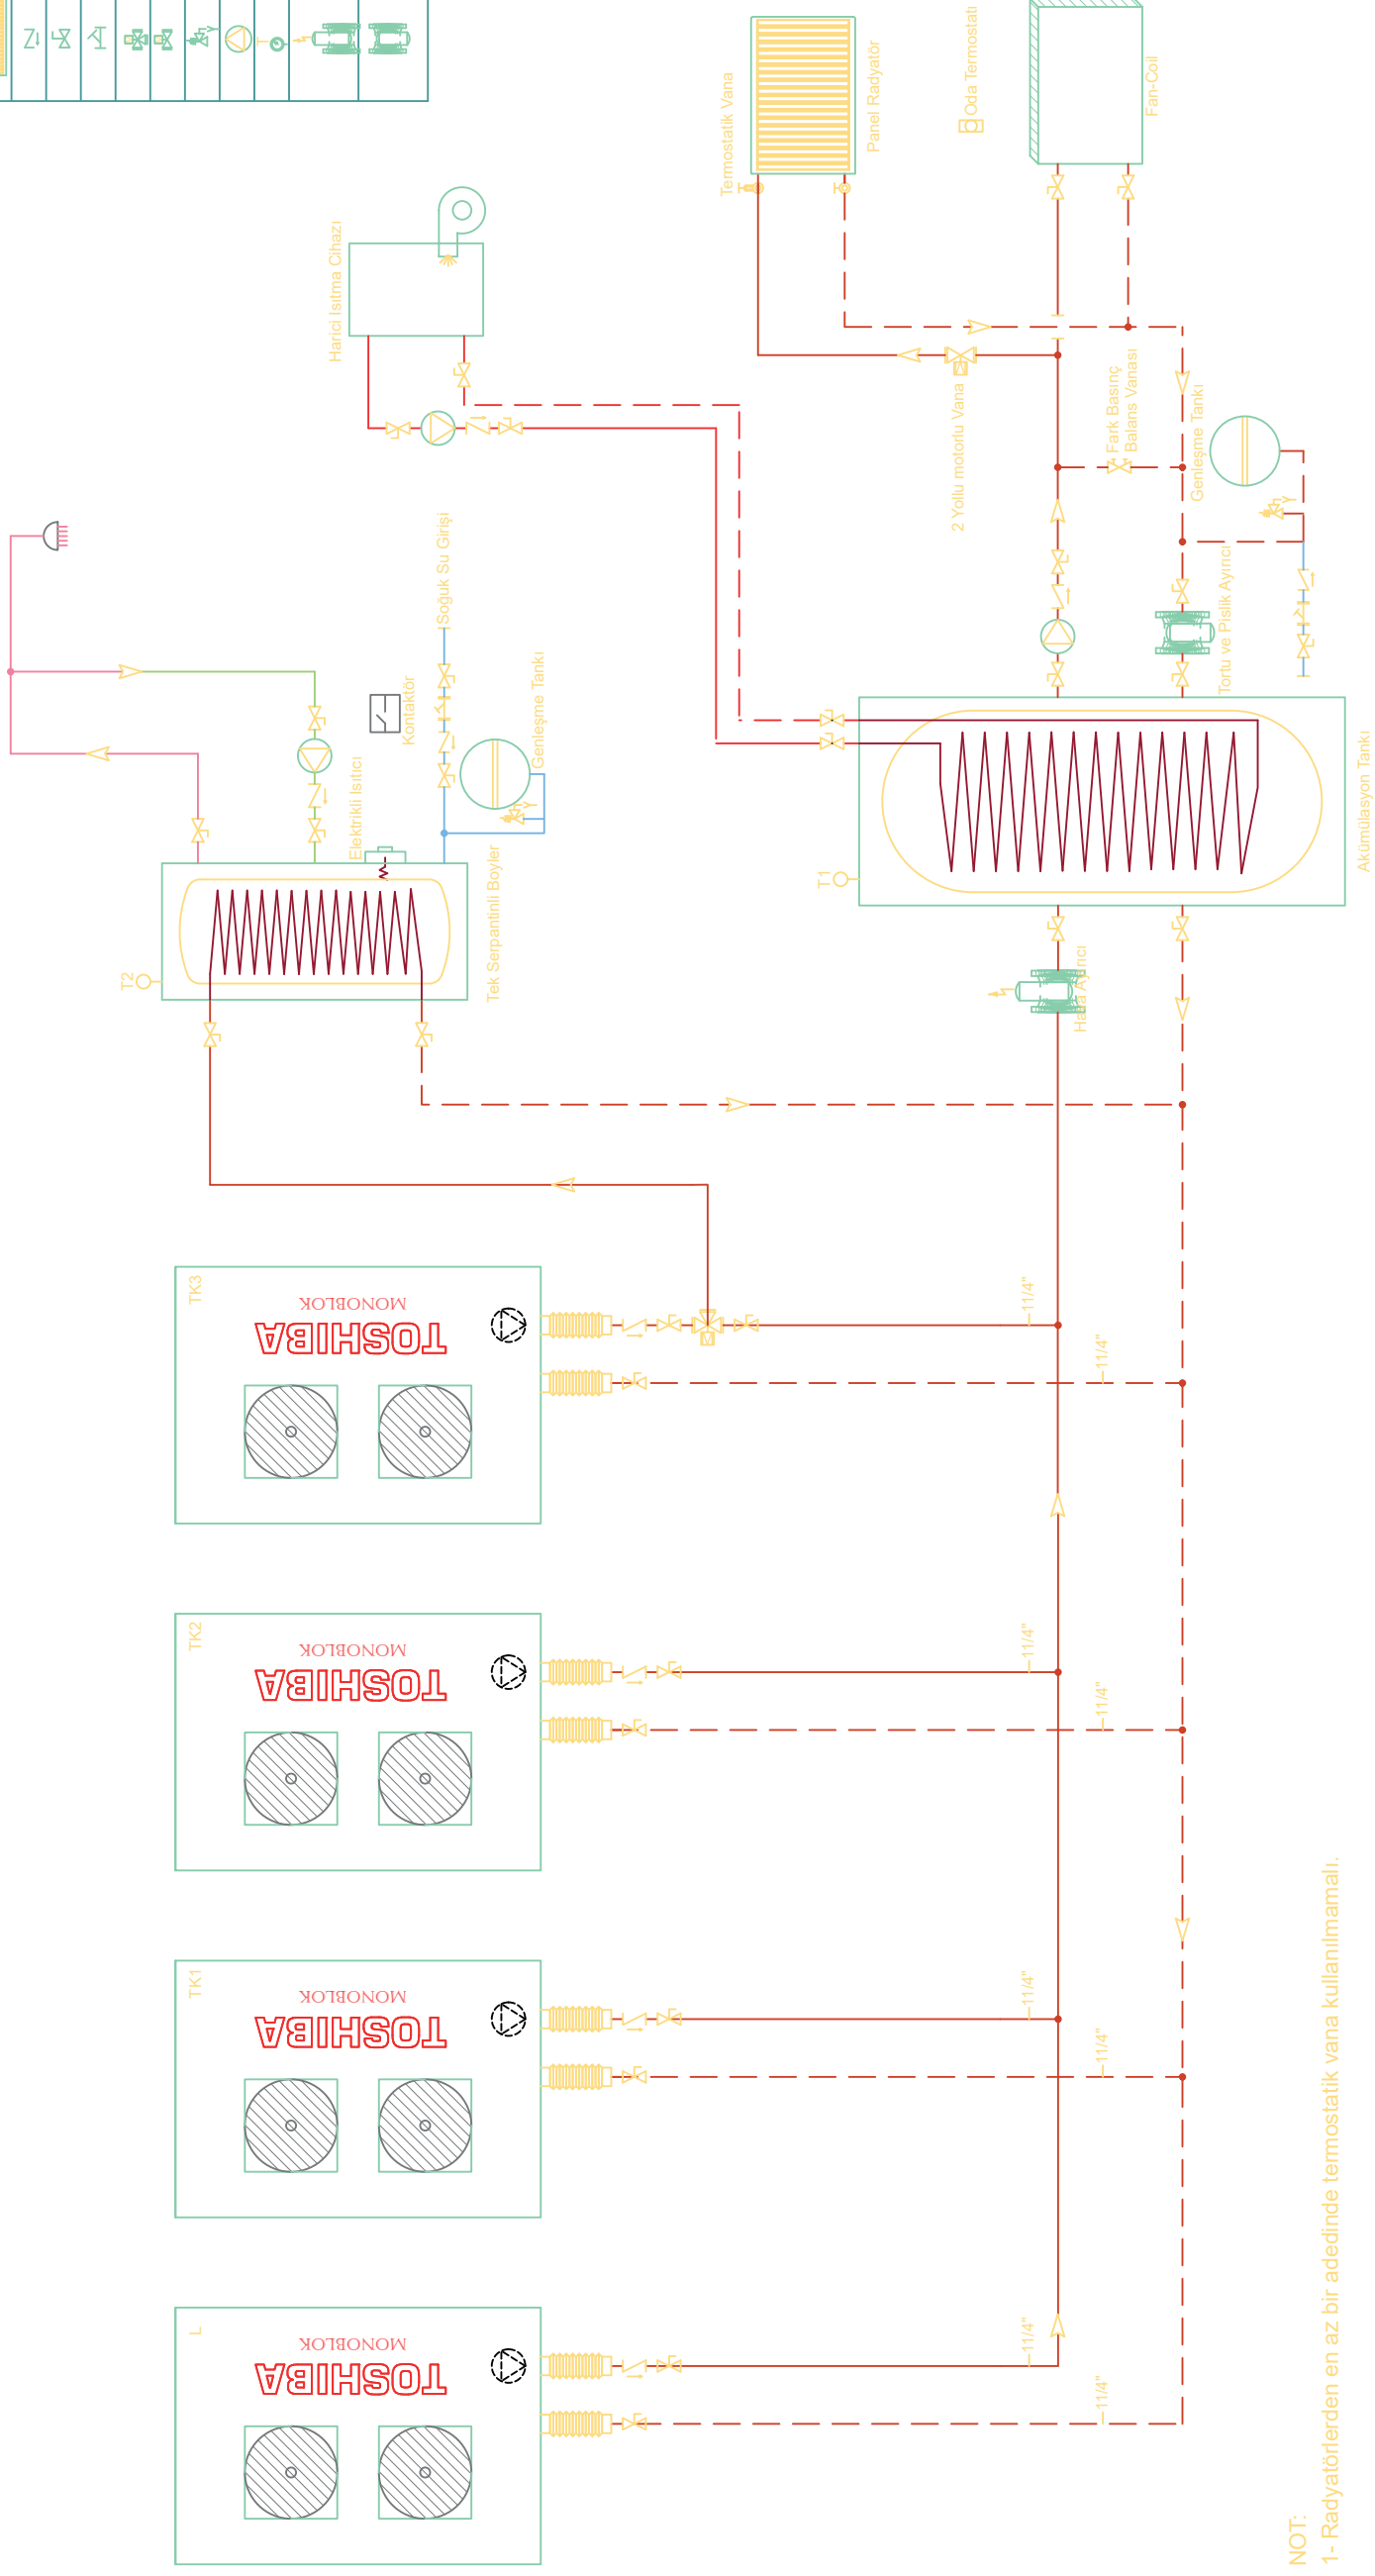 L
MONOBLOK
TOSHIBA
11/4"
11/4"
TK1
MONOBLOK
TOSHIBA
11/4"
11/4"
TK2
MONOBLOK
TOSHIBA
11/4"
11/4"
TK3
MONOBLOK
TOSHIBA
11/4"
11/4"
T2
Tek Serpantinli Boyler
Elektrikli Isıtıcı
Kontaktör
Soğuk Su Girişi
Genleşme Tankı
Harici Isıtma Cihazı
Hava Ayırıcı
T1
Akümülasyon Tankı
Tortu ve Pislik Ayırıcı
Genleşme Tankı
Fark Basınç
Balans Vanası
2 Yollu motorlu Vana
Termostatik Vana
Panel Radyatör
Oda Termostatı
Fan-Coil
NOT:
1- Radyatörlerden en az bir adedinde termostatik vana kullanılmamalı.